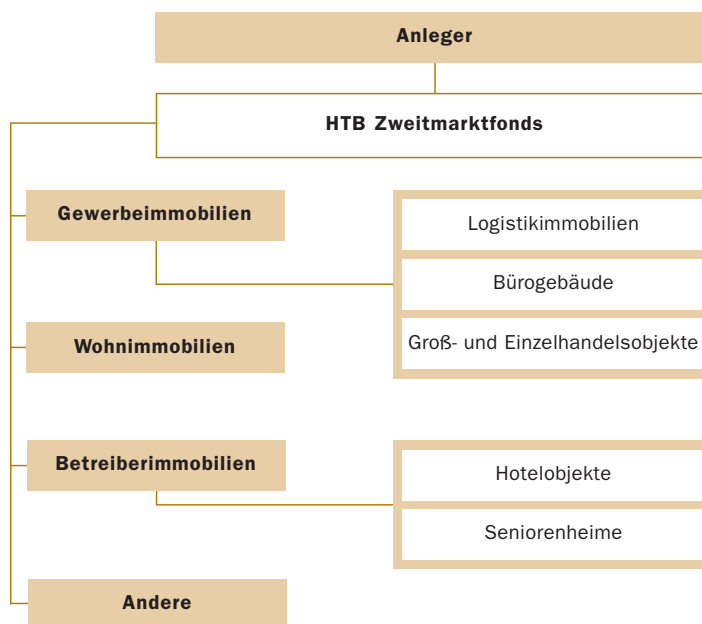 Anleger
HTB Zweitmarktfonds
Gewerbeimmobilien
Logistikimmobilien
Bürogebäude
Groß- und Einzelhandelsobjekte
Wohnimmobilien
Betreiberimmobilien
Hotelobjekte
Seniorenheime
Andere